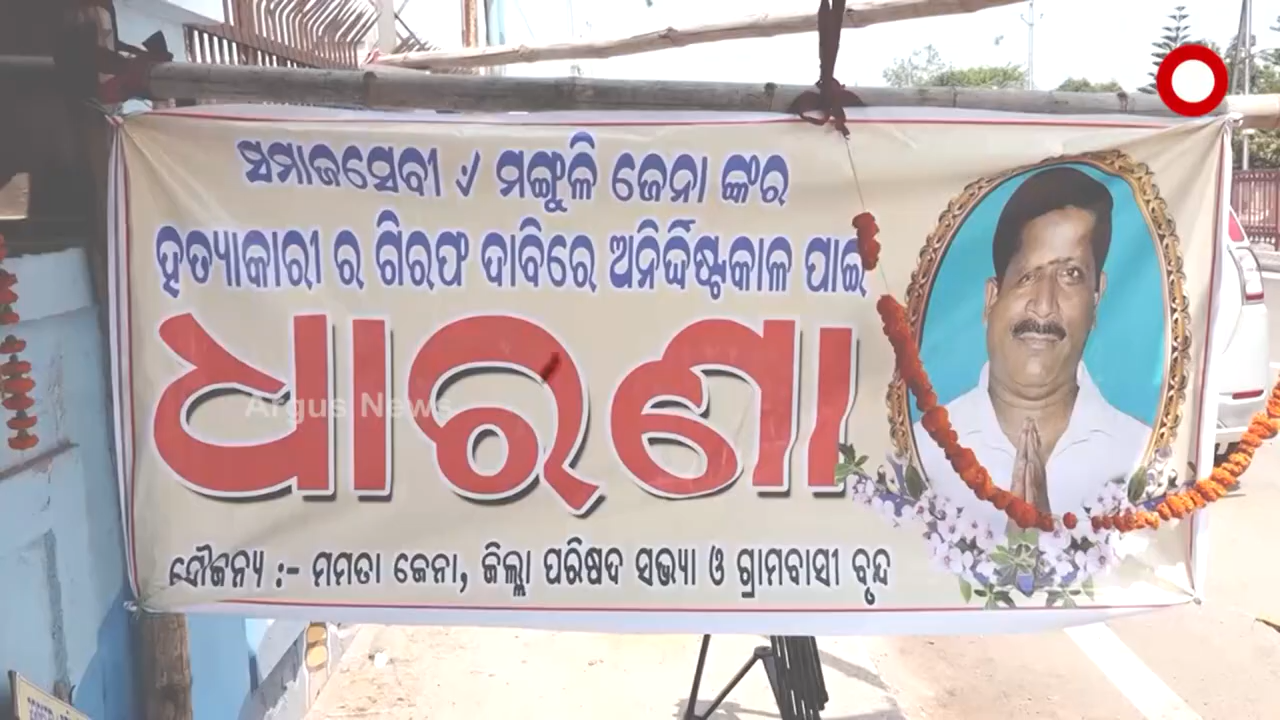 ସମାଜସେବୀ ୰ ମଙ୍ଗୁଳି ଜେନା ଙ୍କର
ହତ୍ୟାକାରୀ ର ଗିରଫ ଦାବିରେ ଅନିର୍ଦ୍ଦିଷ୍ଟକାଳ ପାଇଁ
ଧାରଣା
Argus News
ସୌଜନ୍ୟ :- ମମତା ଜେନା, ଜିଲ୍ଲା ପରିଷଦ ସଭ୍ୟା ଓ ଗ୍ରାମବାସୀ ବୃନ୍ଦ